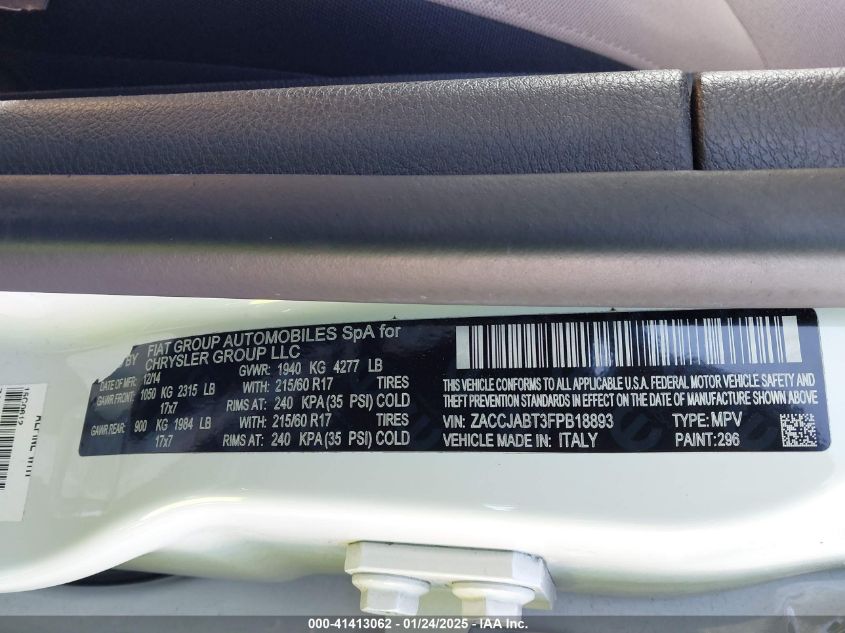 BY FIAT GROUP AUTOMOBILES SpA for
CHRYSLER GROUP LLC
DATE OF MFR: 12/14 GVWR: 1940 KG 4277 LB
GAWR FRONT: 1050 KG 2315 LB WITH: 215/60 R17 TIRES
17x7 RIMS AT: 240 KPA(35 PSI) COLD
GAWR REAR: 900 KG 1984 LB WITH: 215/60 R17 TIRES
17x7 RIMS AT: 240 KPA(35 PSI) COLD
THIS VEHICLE CONFORMS TO ALL APPLICABLE U.S.A. FEDERAL MOTOR VEHICLE SAFETY
AND THEFT PREVENTION STANDARDS IN EFFECT ON THE DATE OF MANUFACTURE SHOWN ABOVE
VIN: ZACCJABT3FPB18893 TYPE: MPV
VEHICLE MADE IN: ITALY PAINT: 296
000-41413062 - 01/24/2025 - IAA Inc.